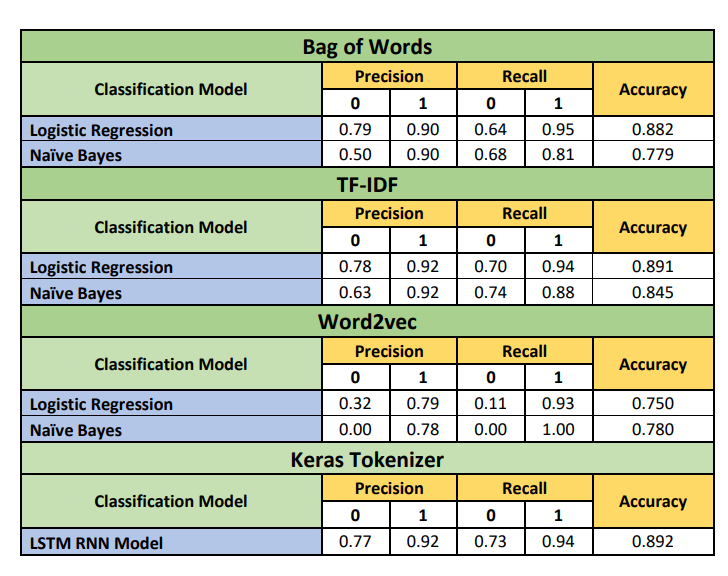 Bag of Words
Classification Model Precision Recall Accuracy
0 1 0 1
Logistic Regression 0.79 0.90 0.64 0.95 0.882
Naïve Bayes 0.50 0.90 0.68 0.81 0.779
TF-IDF
Classification Model Precision Recall Accuracy
0 1 0 1
Logistic Regression 0.78 0.92 0.70 0.94 0.891
Naïve Bayes 0.63 0.92 0.74 0.88 0.845
Word2vec
Classification Model Precision Recall Accuracy
0 1 0 1
Logistic Regression 0.32 0.79 0.11 0.93 0.750
Naïve Bayes 0.00 0.78 0.00 1.00 0.780
Keras Tokenizer
Classification Model Precision Recall Accuracy
0 1 0 1
LSTM RNN Model 0.77 0.92 0.73 0.94 0.892